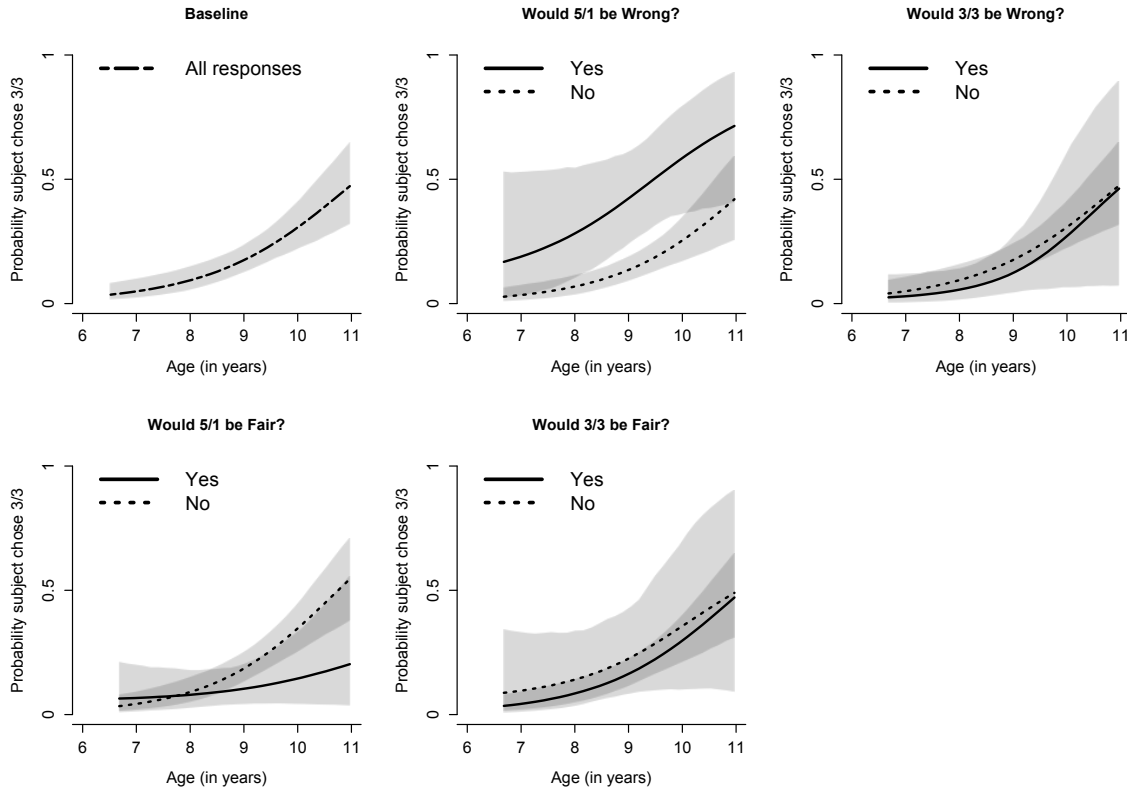 Baseline
Probability subject chose 3/3
0
0.5
1
All responses
6 7 8 9 10 11
Age (in years)
Would 5/1 be Wrong?
Probability subject chose 3/3
0
0.5
1
Yes
No
6 7 8 9 10 11
Age (in years)
Would 3/3 be Wrong?
Probability subject chose 3/3
0
0.5
1
Yes
No
6 7 8 9 10 11
Age (in years)
Would 5/1 be Fair?
Probability subject chose 3/3
0
0.5
1
Yes
No
6 7 8 9 10 11
Age (in years)
Would 3/3 be Fair?
Probability subject chose 3/3
0
0.5
1
Yes
No
6 7 8 9 10 11
Age (in years)